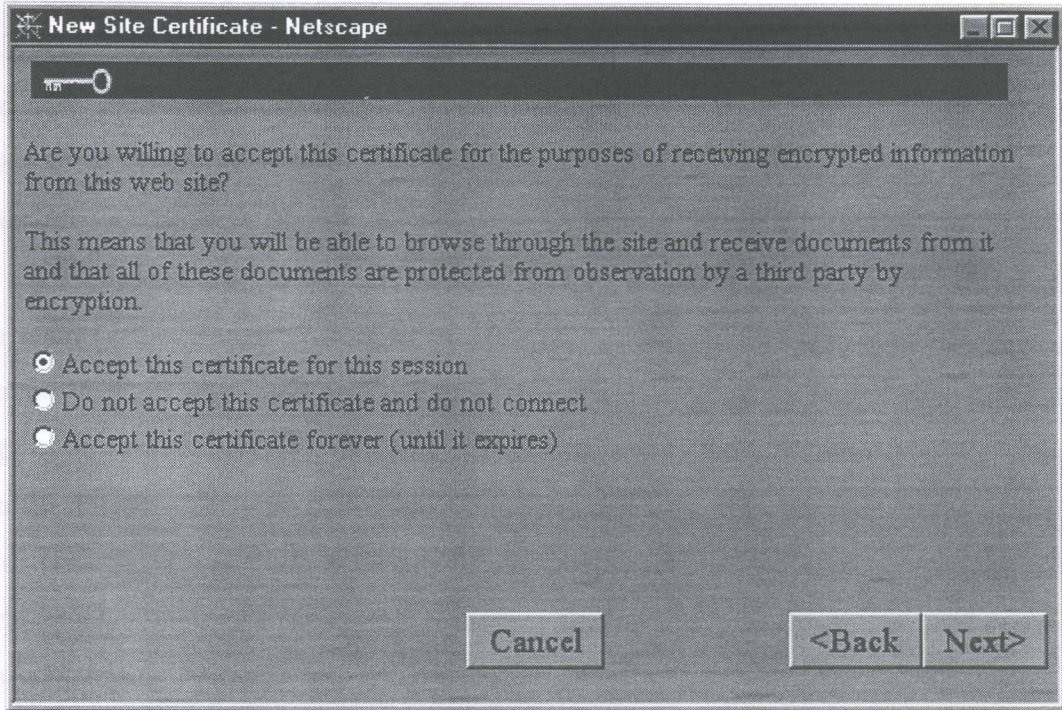 New Site Certificate - Netscape
Are you willing to accept this certificate for the purposes of receiving encrypted information
from this web site?
This means that you will be able to browse through the site and receive documents from it
and that all of these documents are protected from observation by a third party by
encryption.
Accept this certificate for this session
Do not accept this certificate and do not connect
Accept this certificate forever (until it expires)
Cancel
<Back
Next>